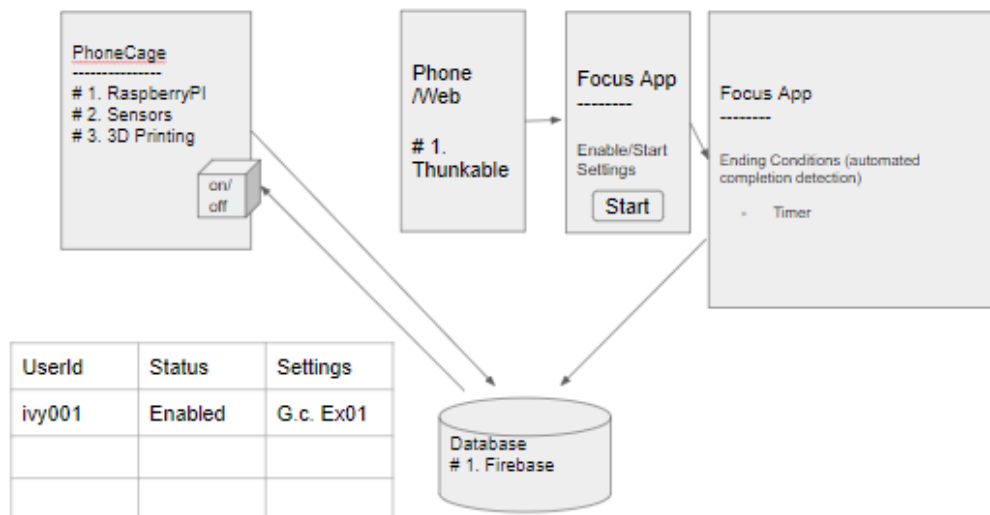 PhoneCage
---------------
# 1. RaspberryPI
# 2. Sensors
# 3. 3D Printing
on/
off
Phone
/Web
# 1.
Thunkable
Focus App
--------
Enable/Start
Settings
Start
Focus App
--------
Ending Conditions (automated
completion detection)
- Timer
UserId Status Settings
ivy001 Enabled G.c. Ex01
Database
# 1. Firebase